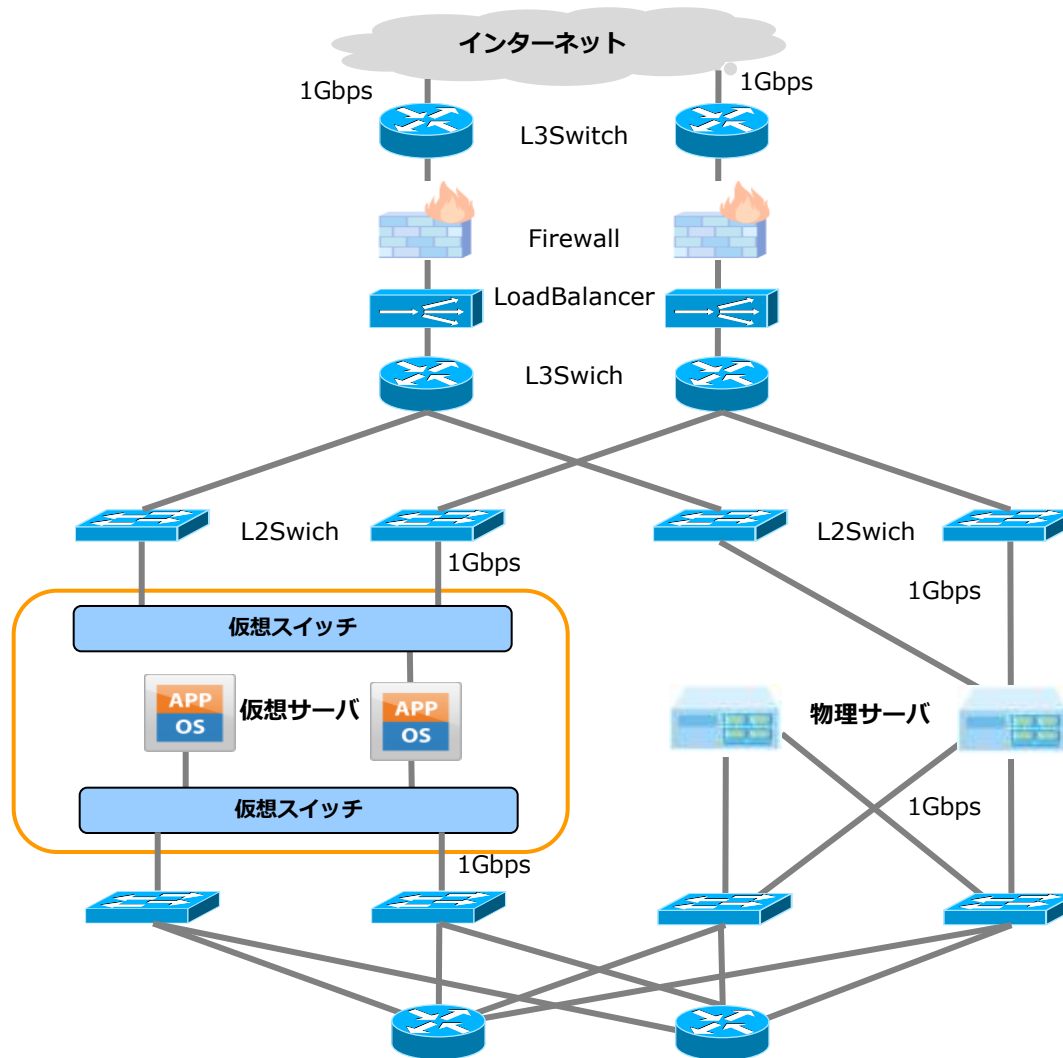 インターネット
1Gbps
1Gbps
L3Switch
Firewall
LoadBalancer
L3Swich
L2Swich
L2Swich
1Gbps
1Gbps
仮想スイッチ
APP
OS
仮想サーバ
APP
OS
物理サーバ
仮想スイッチ
1Gbps
1Gbps